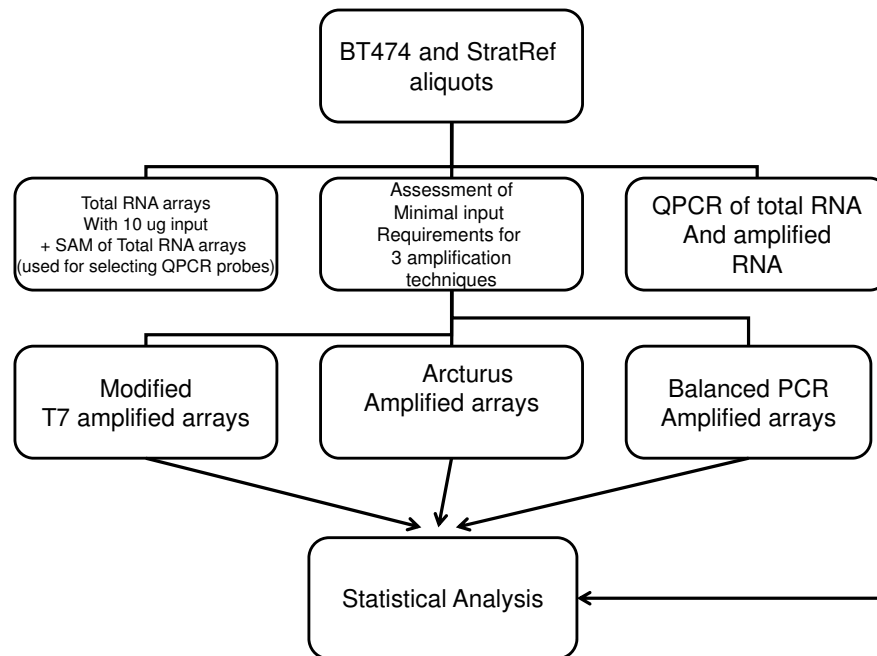 BT474 and StratRef
aliquots
Total RNA arrays
With 10 ug input
+ SAM of Total RNA arrays
(used for selecting QPCR probes)
Assessment of
Minimal input
Requirements for
3 amplification
techniques
QPCR of total RNA
And amplified
RNA
Modified
T7 amplified arrays
Arcturus
Amplified arrays
Balanced PCR
Amplified arrays
Statistical Analysis